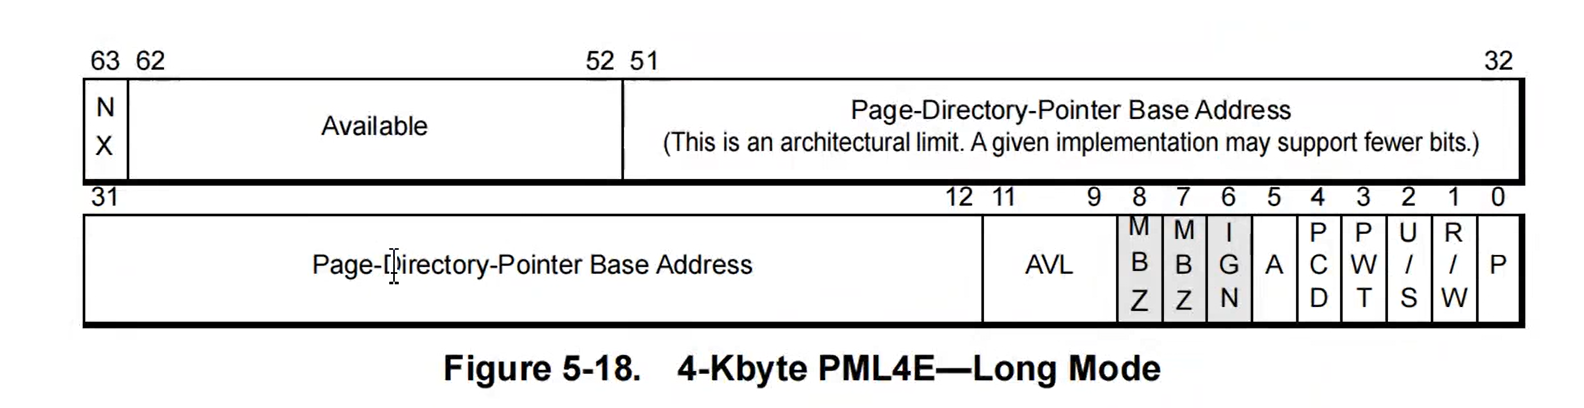 63 62 52 51 32
N X Available Page-Directory-Pointer Base Address
(This is an architectural limit. A given implementation may support fewer bits.)
31 12 11 9 8 7 6 5 4 3 2 1 0
Page-Directory-Pointer Base Address AVL MBZ MBZ IGN A PCD PWT U/S R/W P
Figure 5-18. 4-Kbyte PML4E—Long Mode